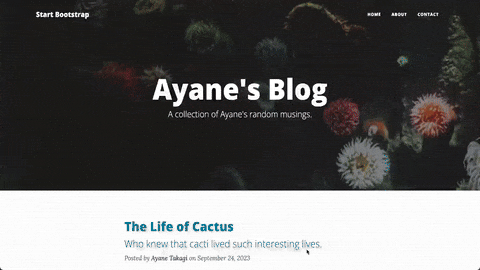 Start Bootstrap
HOME ABOUT CONTACT
Ayane's Blog
A collection of Ayane's random musings.
The Life of Cactus
Who knew that cacti lived such interesting lives.
Posted by Ayane Takagi on September 24, 2023